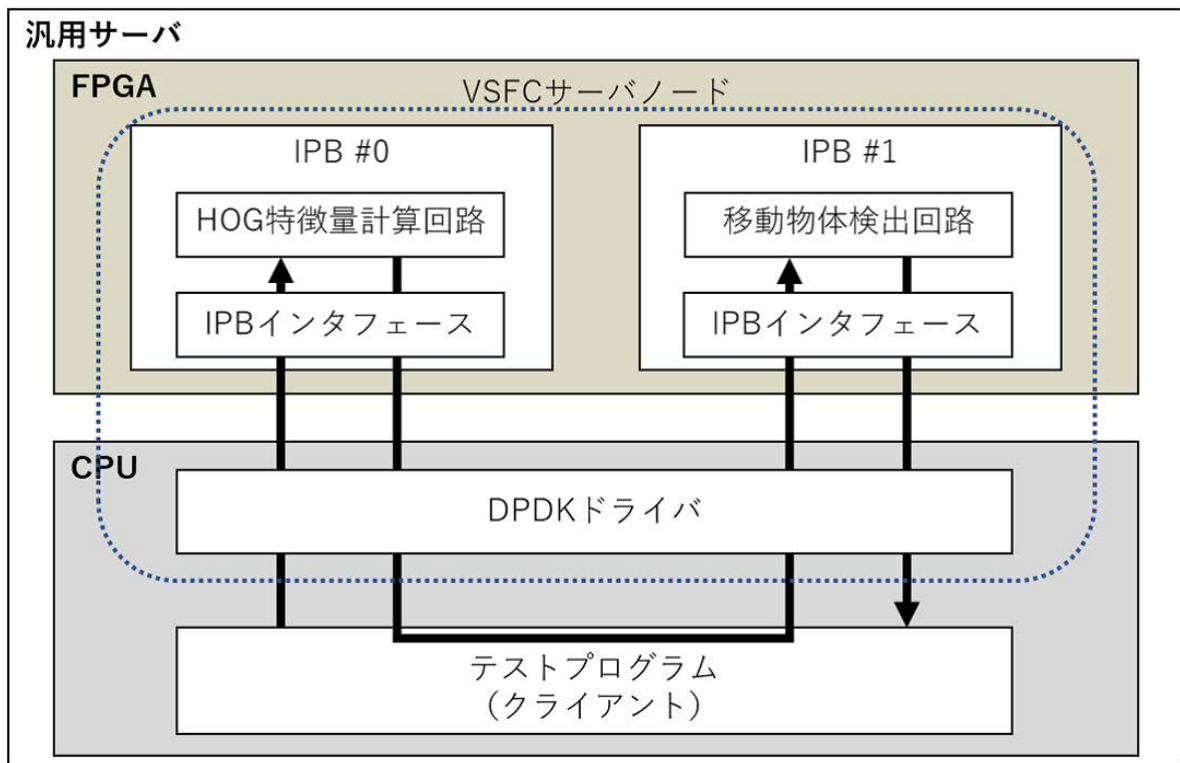 汎用サーバ
FPGA
VSFCサーバノード
IPB #0
HOG特徴量計算回路
IPBインタフェース
IPB #1
移動物体検出回路
IPBインタフェース
CPU
DPDKドライバ
テストプログラム
(クライアント)